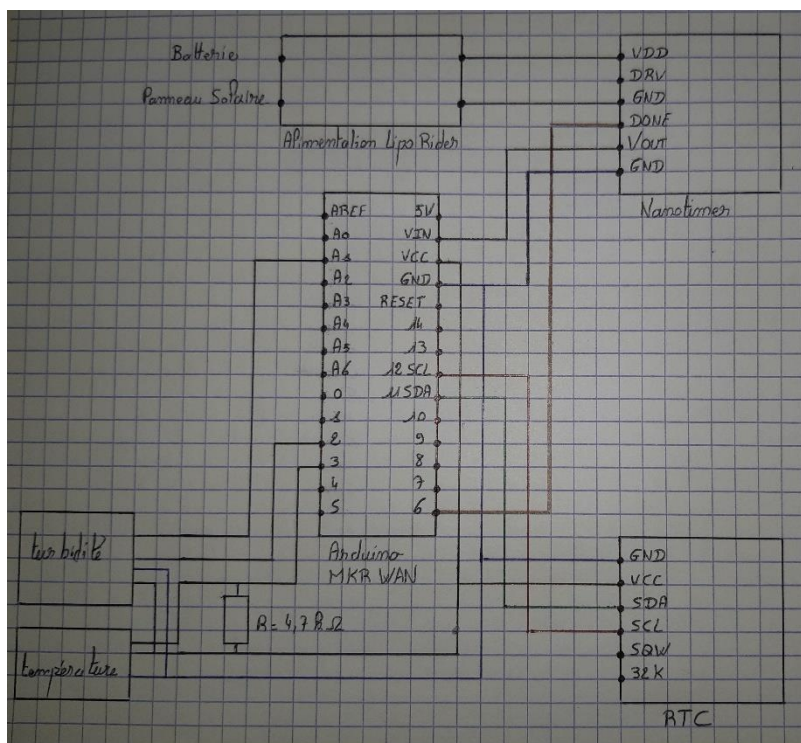 Batterie
Panneau Solaire
Alimentation Lipo Rider
VDD
DRV
GND
DONE
VOUT
GND
Nanotimer
AREF 5V
A0 VIN
A1 VCC
A2 GND
A3 RESET
A4 14
A5 13
A6 12 SCL
0 11 SDA
1 10
2 9
3 8
4 7
5 6
Arduino
MKR WAN
turbidité
température
R = 4,7 kΩ
GND
VCC
SDA
SCL
SQW
32K
RTC